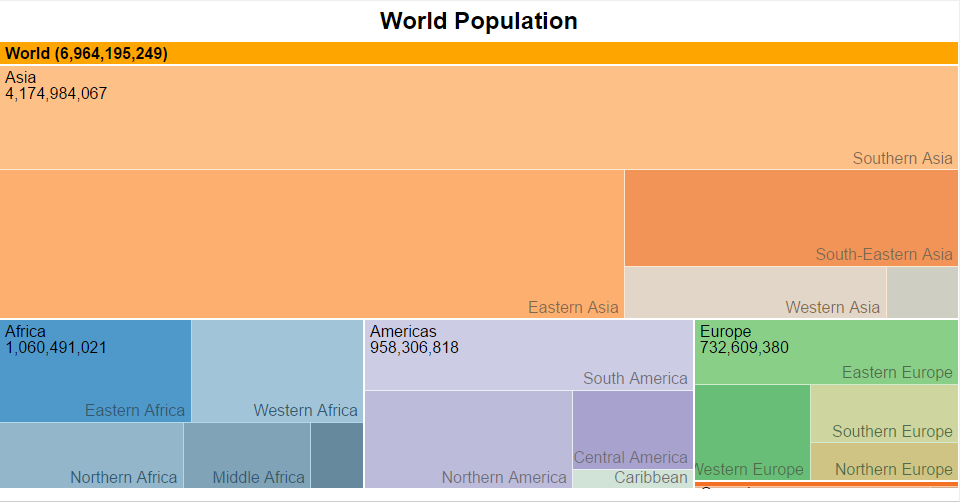 World Population
World (6,964,195,249)
Asia
4,174,984,067
Southern Asia
South-Eastern Asia
Eastern Asia
Western Asia
Africa
1,060,491,021
Eastern Africa
Western Africa
Northern Africa
Middle Africa
Americas
958,306,818
South America
Northern America
Central America
Caribbean
Europe
732,609,380
Eastern Europe
Western Europe
Southern Europe
Northern Europe